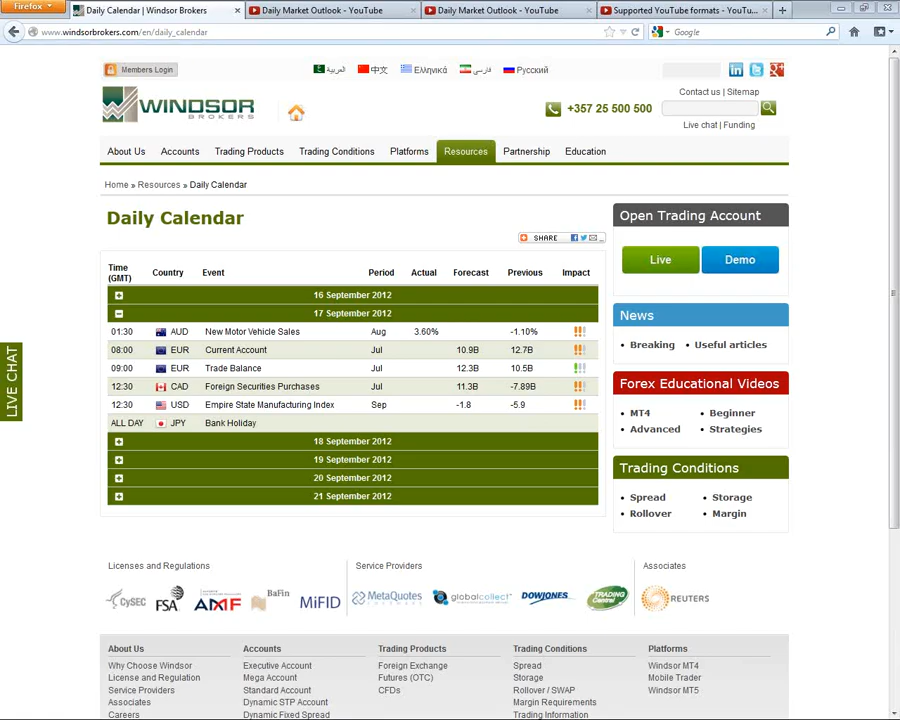 Firefox
Daily Calendar | Windsor Brokers
Daily Market Outlook - YouTube
Daily Market Outlook - YouTube
Supported YouTube formats - YouTu...
www.windsorbrokers.com/en/daily_calendar
Google
Members Login
العربية
中文
Ελληνικά
فارسی
Русский
Contact us | Sitemap
WINDSOR
BROKERS
+357 25 500 500
Live chat | Funding
About Us Accounts Trading Products Trading Conditions Platforms Resources Partnership Education
Home » Resources » Daily Calendar
Daily Calendar
SHARE
Time (GMT) Country Event Period Actual Forecast Previous Impact
16 September 2012
17 September 2012
01:30 AUD New Motor Vehicle Sales Aug 3.60% -1.10%
08:00 EUR Current Account Jul 10.9B 12.7B
09:00 EUR Trade Balance Jul 12.3B 10.5B
12:30 CAD Foreign Securities Purchases Jul 11.3B -7.89B
12:30 USD Empire State Manufacturing Index Sep -1.8 -5.9
ALL DAY JPY Bank Holiday
18 September 2012
19 September 2012
20 September 2012
21 September 2012
LIVE CHAT
Open Trading Account
Live Demo
News
Breaking Useful articles
Forex Educational Videos
MT4 Beginner
Advanced Strategies
Trading Conditions
Spread Storage
Rollover Margin
Licenses and Regulations
CySEC FSA AMF BaFin MiFID
Service Providers
MetaQuotes globalcollect DOWJONES TRADING Central
Associates
REUTERS
About Us Accounts Trading Products Trading Conditions Platforms
Why Choose Windsor Executive Account Foreign Exchange Spread Windsor MT4
License and Regulation Mega Account Futures (OTC) Storage Mobile Trader
Service Providers Standard Account CFDs Rollover / SWAP Windsor MT5
Associates Dynamic STP Account Margin Requirements
Careers Dynamic Fixed Spread Trading Information